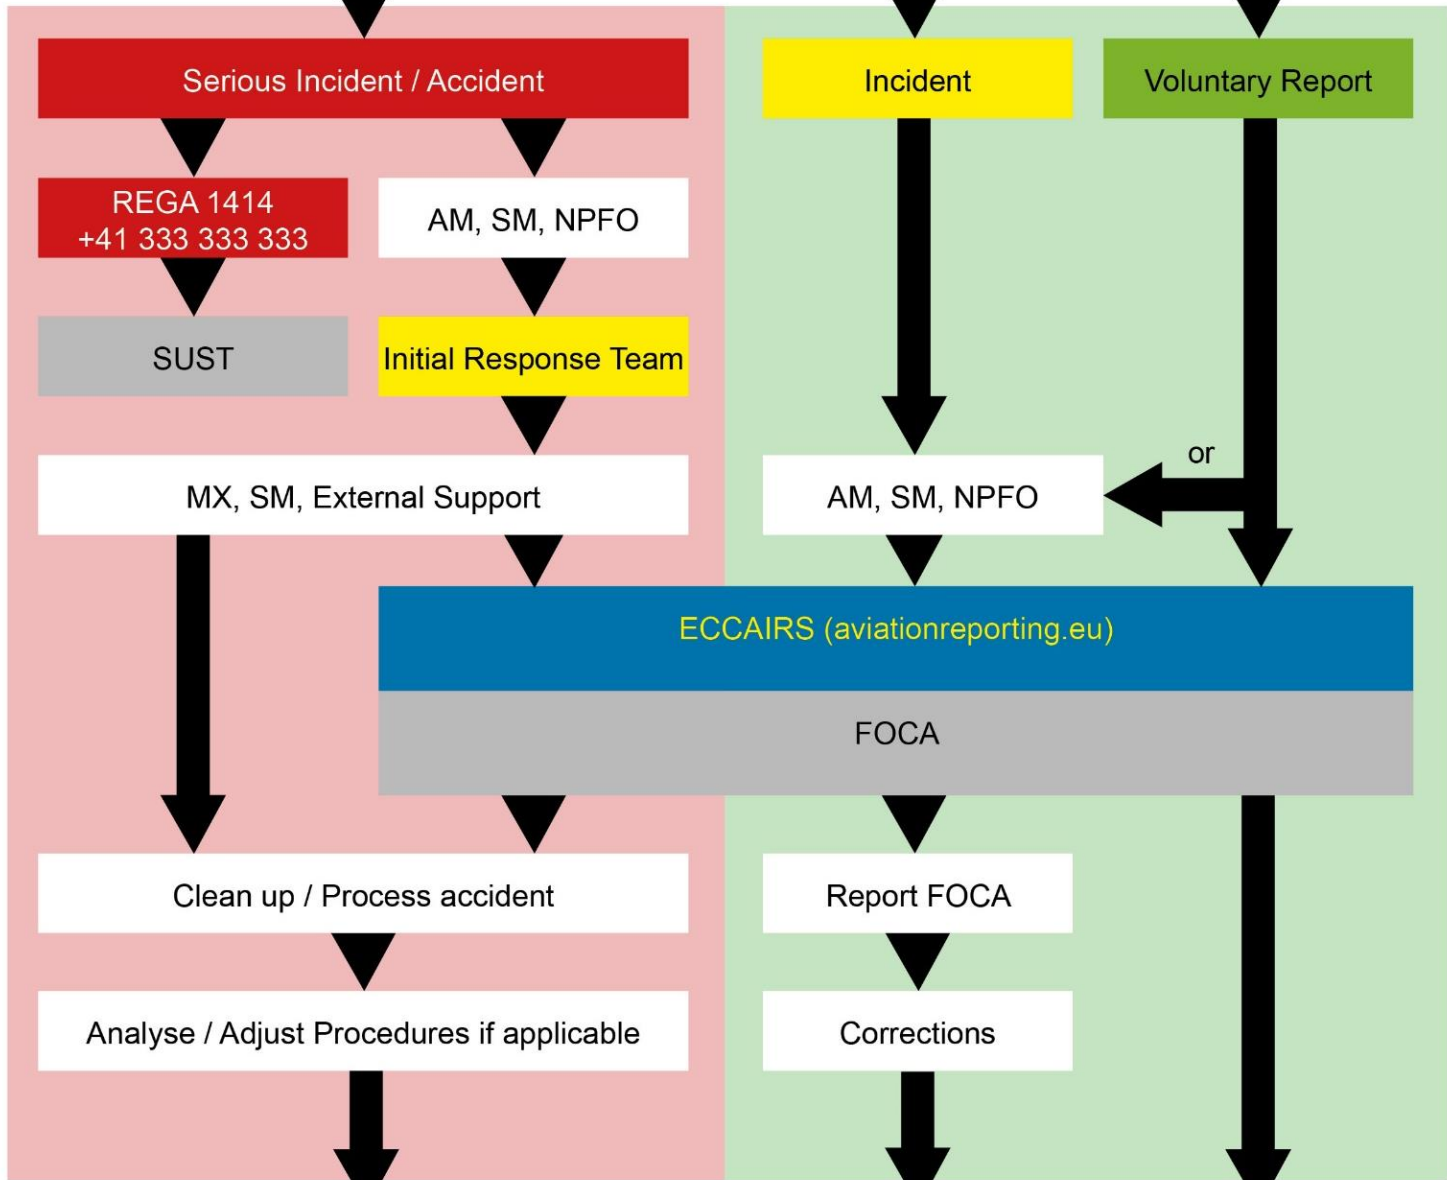 Serious Incident / Accident
Incident
Voluntary Report
REGA 1414
+41 333 333 333
AM, SM, NPFO
SUST
Initial Response Team
MX, SM, External Support
AM, SM, NPFO
or
ECCAIRS (aviationreporting.eu)
FOCA
Clean up / Process accident
Report FOCA
Analyse / Adjust Procedures if applicable
Corrections